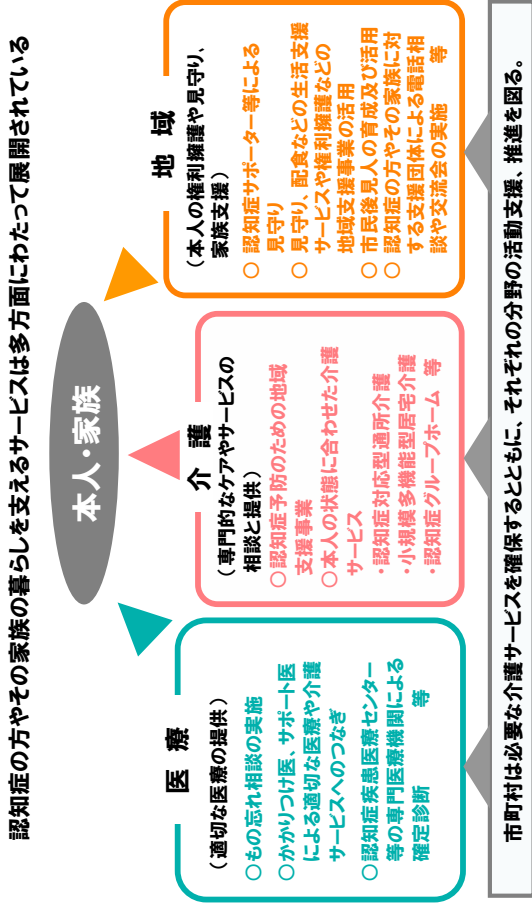 認知症の方やその家族の暮らしを支えるサービスは多方面にわたって展開されている
本人・家族
医 療
（適切な医療の提供）
○もの忘れ相談の実施
○かかりつけ医、サポート医
による適切な医療や介護
サービスへのつなぎ
○認知症疾患医療センター
等の専門医療機関による
確定診断　　　等
介 護
（専門的なケアやサービスの
相談と提供）
○認知症予防のための地域
支援事業
○本人の状態に合わせた介護
サービス
・認知症対応型通所介護
・小規模多機能型居宅介護
・認知症グループホーム 等
地 域
（本人の権利擁護や見守り、
家族支援）
○ 認知症サポーター等による
見守り
○ 見守り、配食などの生活支援
サービスや権利擁護などの
地域支援事業の活用
○ 市民後見人の育成及び活用
○ 認知症の方やその家族に対
する支援団体による電話相
談や交流会の実施　　等
市町村は必要な介護サービスを確保するとともに、それぞれの分野の活動支援、推進を図る。